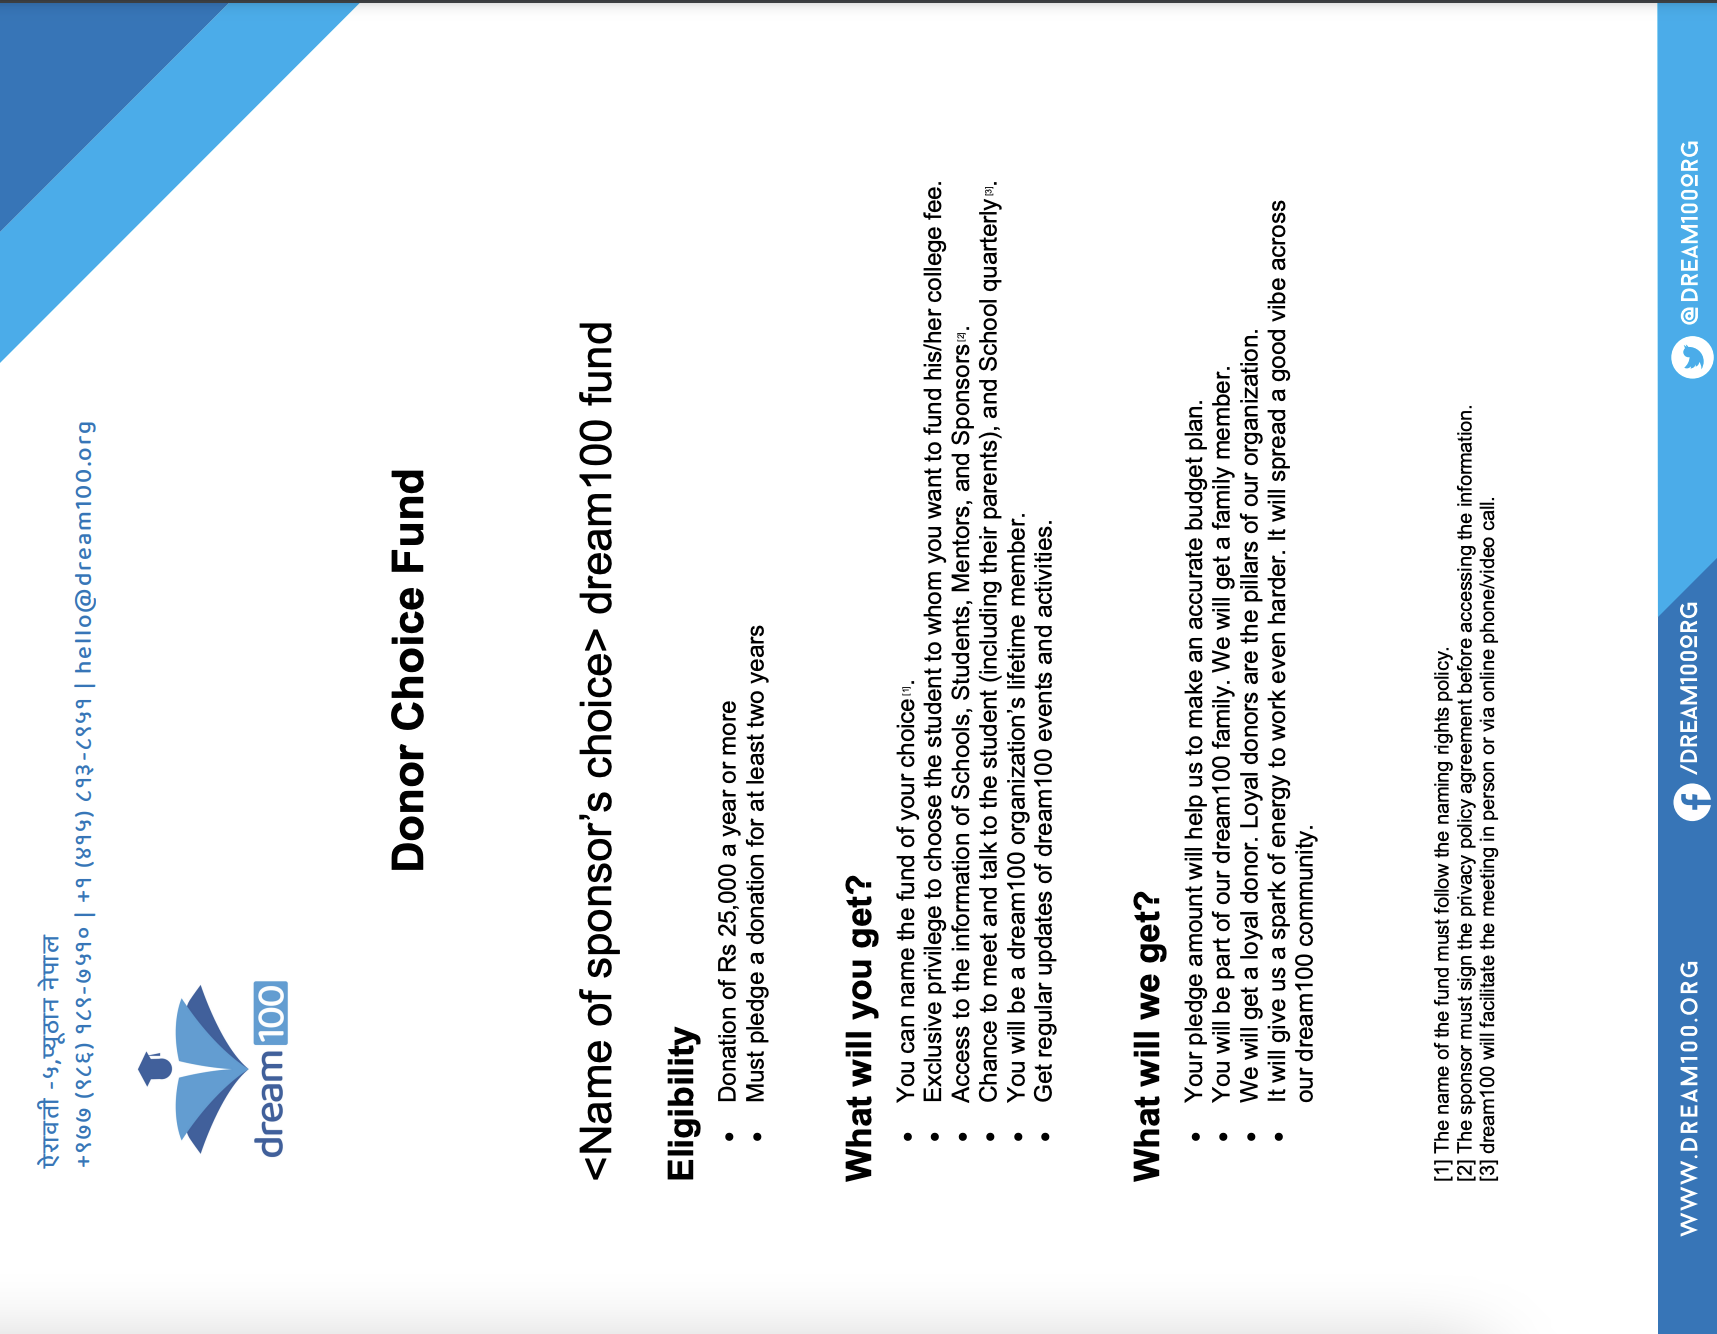 ऐरावती -५,प्यूठान नेपाल
+९७७ (९८६) ९८९-७५१० | +१ (४१५) ८१३-८९५१ | hello@dream100.org
dream100
Donor Choice Fund
<Name of sponsor’s choice> dream100 fund
Eligibility
• Donation of Rs 25,000 a year or more
• Must pledge a donation for at least two years
What will you get?
• You can name the fund of your choice[1].
• Exclusive privilege to choose the student to whom you want to fund his/her college fee.
• Access to the information of Schools, Students, Mentors, and Sponsors[2].
• Chance to meet and talk to the student (including their parents), and School quarterly[3].
• You will be a dream100 organization’s lifetime member.
• Get regular updates of dream100 events and activities.
What will we get?
• Your pledge amount will help us to make an accurate budget plan.
• You will be part of our dream100 family. We will get a family member.
• We will get a loyal donor. Loyal donors are the pillars of our organization.
• It will give us a spark of energy to work even harder. It will spread a good vibe across
our dream100 community.
[1] The name of the fund must follow the naming rights policy.
[2] The sponsor must sign the privacy policy agreement before accessing the information.
[3] dream100 will facilitate the meeting in person or via online phone/video call.
WWW.DREAM100.ORG /DREAM100ORG @DREAM100ORG